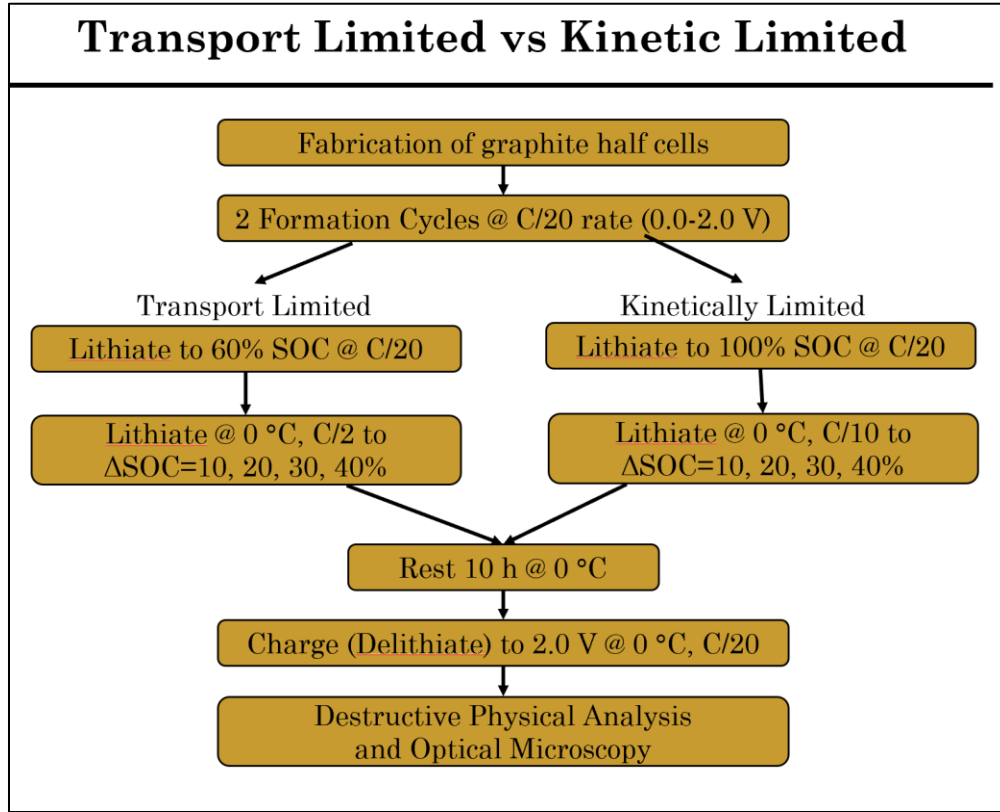 Transport Limited vs Kinetic Limited
Fabrication of graphite half cells
2 Formation Cycles @ C/20 rate (0.0-2.0 V)
Transport Limited
Lithiate to 60% SOC @ C/20
Lithiate @ 0 °C, C/2 to
ΔSOC=10, 20, 30, 40%
Kinetically Limited
Lithiate to 100% SOC @ C/20
Lithiate @ 0 °C, C/10 to
ΔSOC=10, 20, 30, 40%
Rest 10 h @ 0 °C
Charge (Delithiate) to 2.0 V @ 0 °C, C/20
Destructive Physical Analysis
and Optical Microscopy